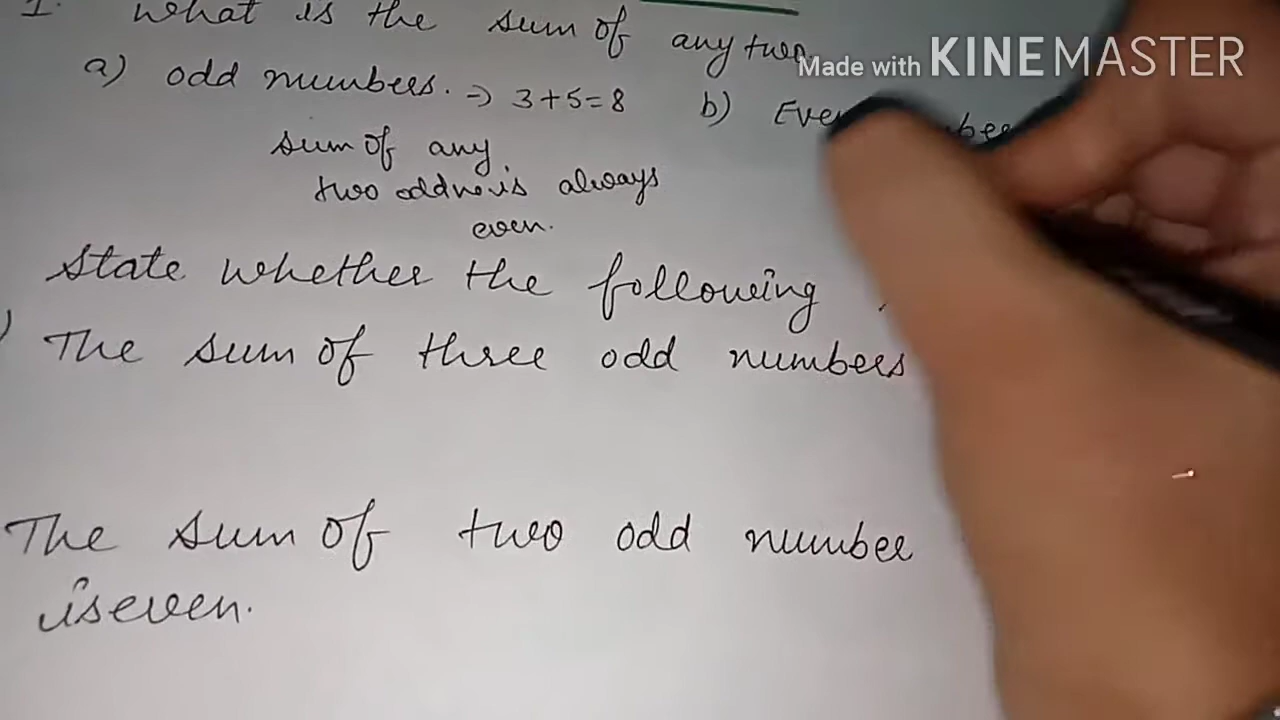 1. What is the sum of any two
Made with KINEMASTER
a) odd numbers. → 3+5=8 b)
sum of any
two odd no is always
even.
State whether the following
The sum of three odd numbers
The sum of two odd number
is even.